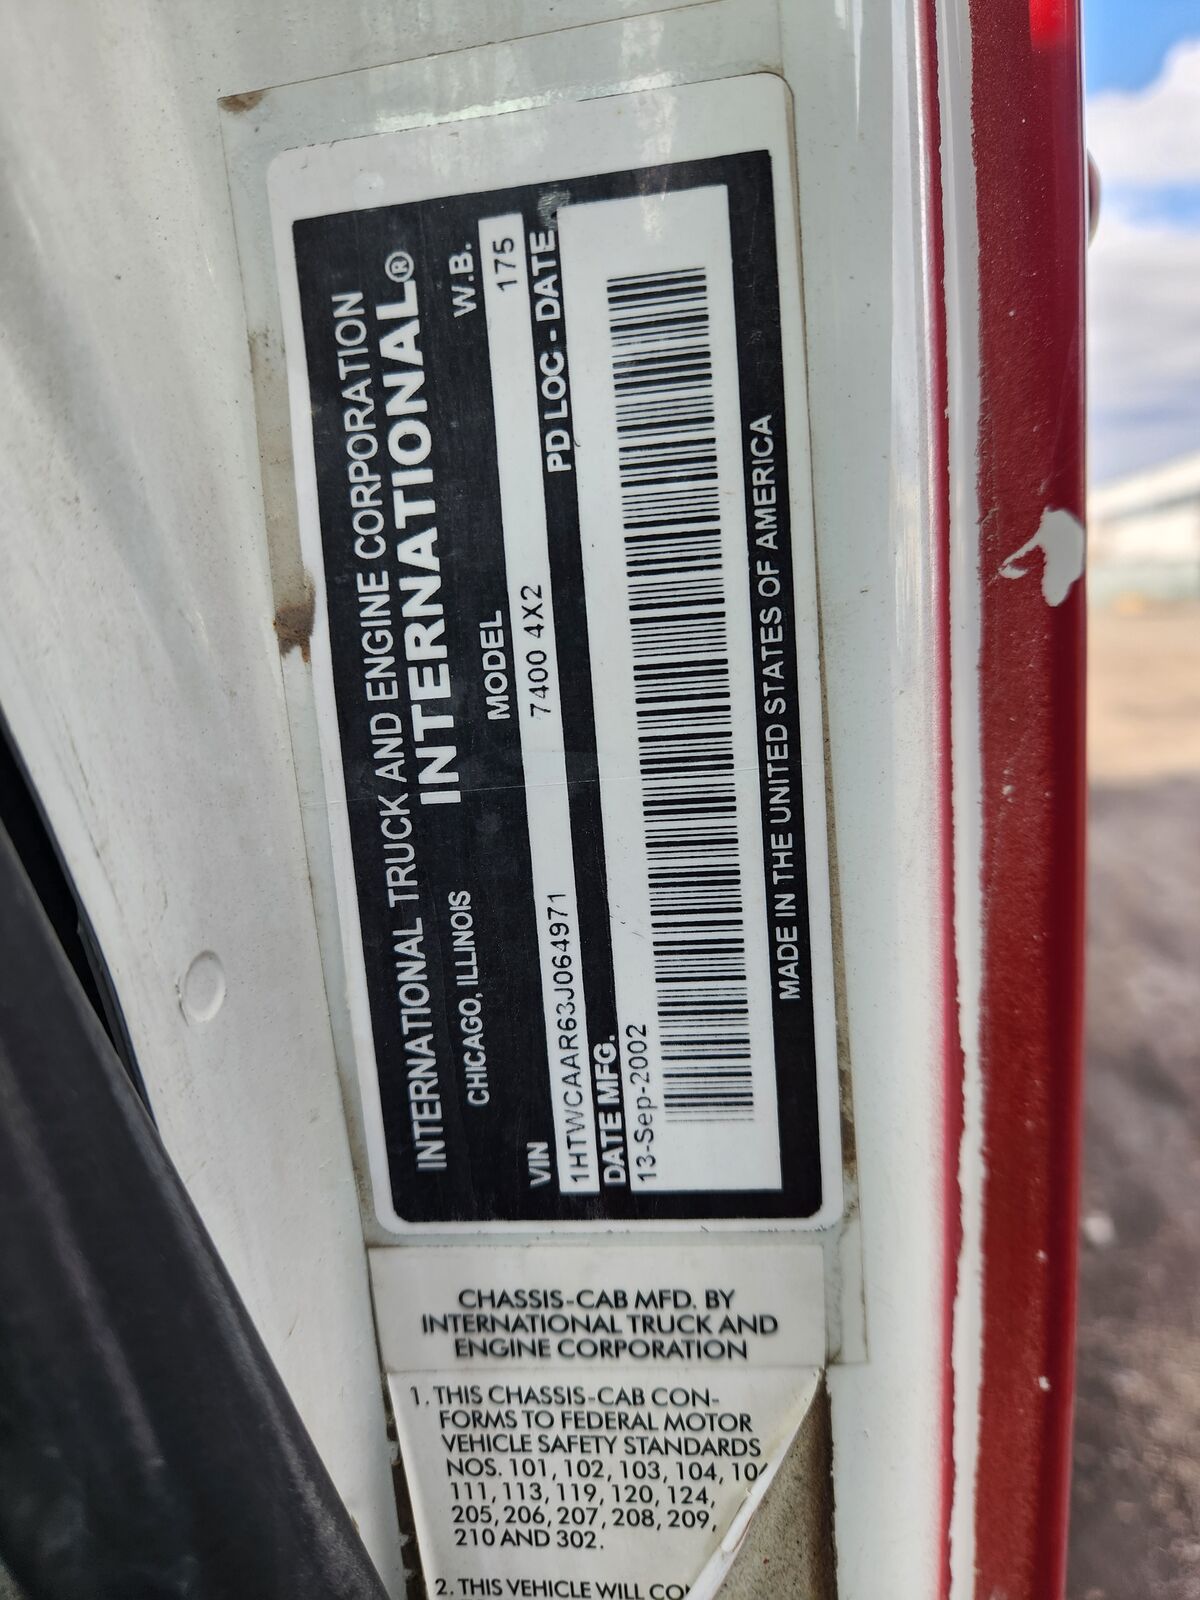 INTERNATIONAL TRUCK AND ENGINE CORPORATION
CHICAGO, ILLINOIS INTERNATIONAL®
VIN MODEL W.B.
1HTWCAAR63J064971 7400 4X2 175
DATE MFG. PD LOC - DATE
13-Sep-2002
MADE IN THE UNITED STATES OF AMERICA
CHASSIS-CAB MFD. BY
INTERNATIONAL TRUCK AND
ENGINE CORPORATION
1. THIS CHASSIS-CAB CON-
FORMS TO FEDERAL MOTOR
VEHICLE SAFETY STANDARDS
NOS. 101, 102, 103, 104,
111, 113, 119, 120, 124,
205, 206, 207, 208, 209,
210 AND 302.
2. THIS VEHICLE WILL